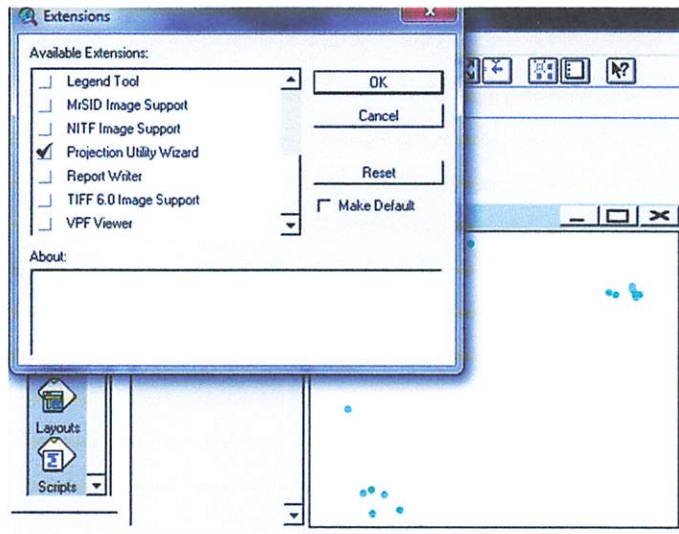 Extensions
Available Extensions:
Legend Tool
MrSID Image Support
NITF Image Support
Projection Utility Wizard
Report Writer
TIFF 6.0 Image Support
VPF Viewer
OK
Cancel
Reset
Make Default
About:
Layouts
Scripts